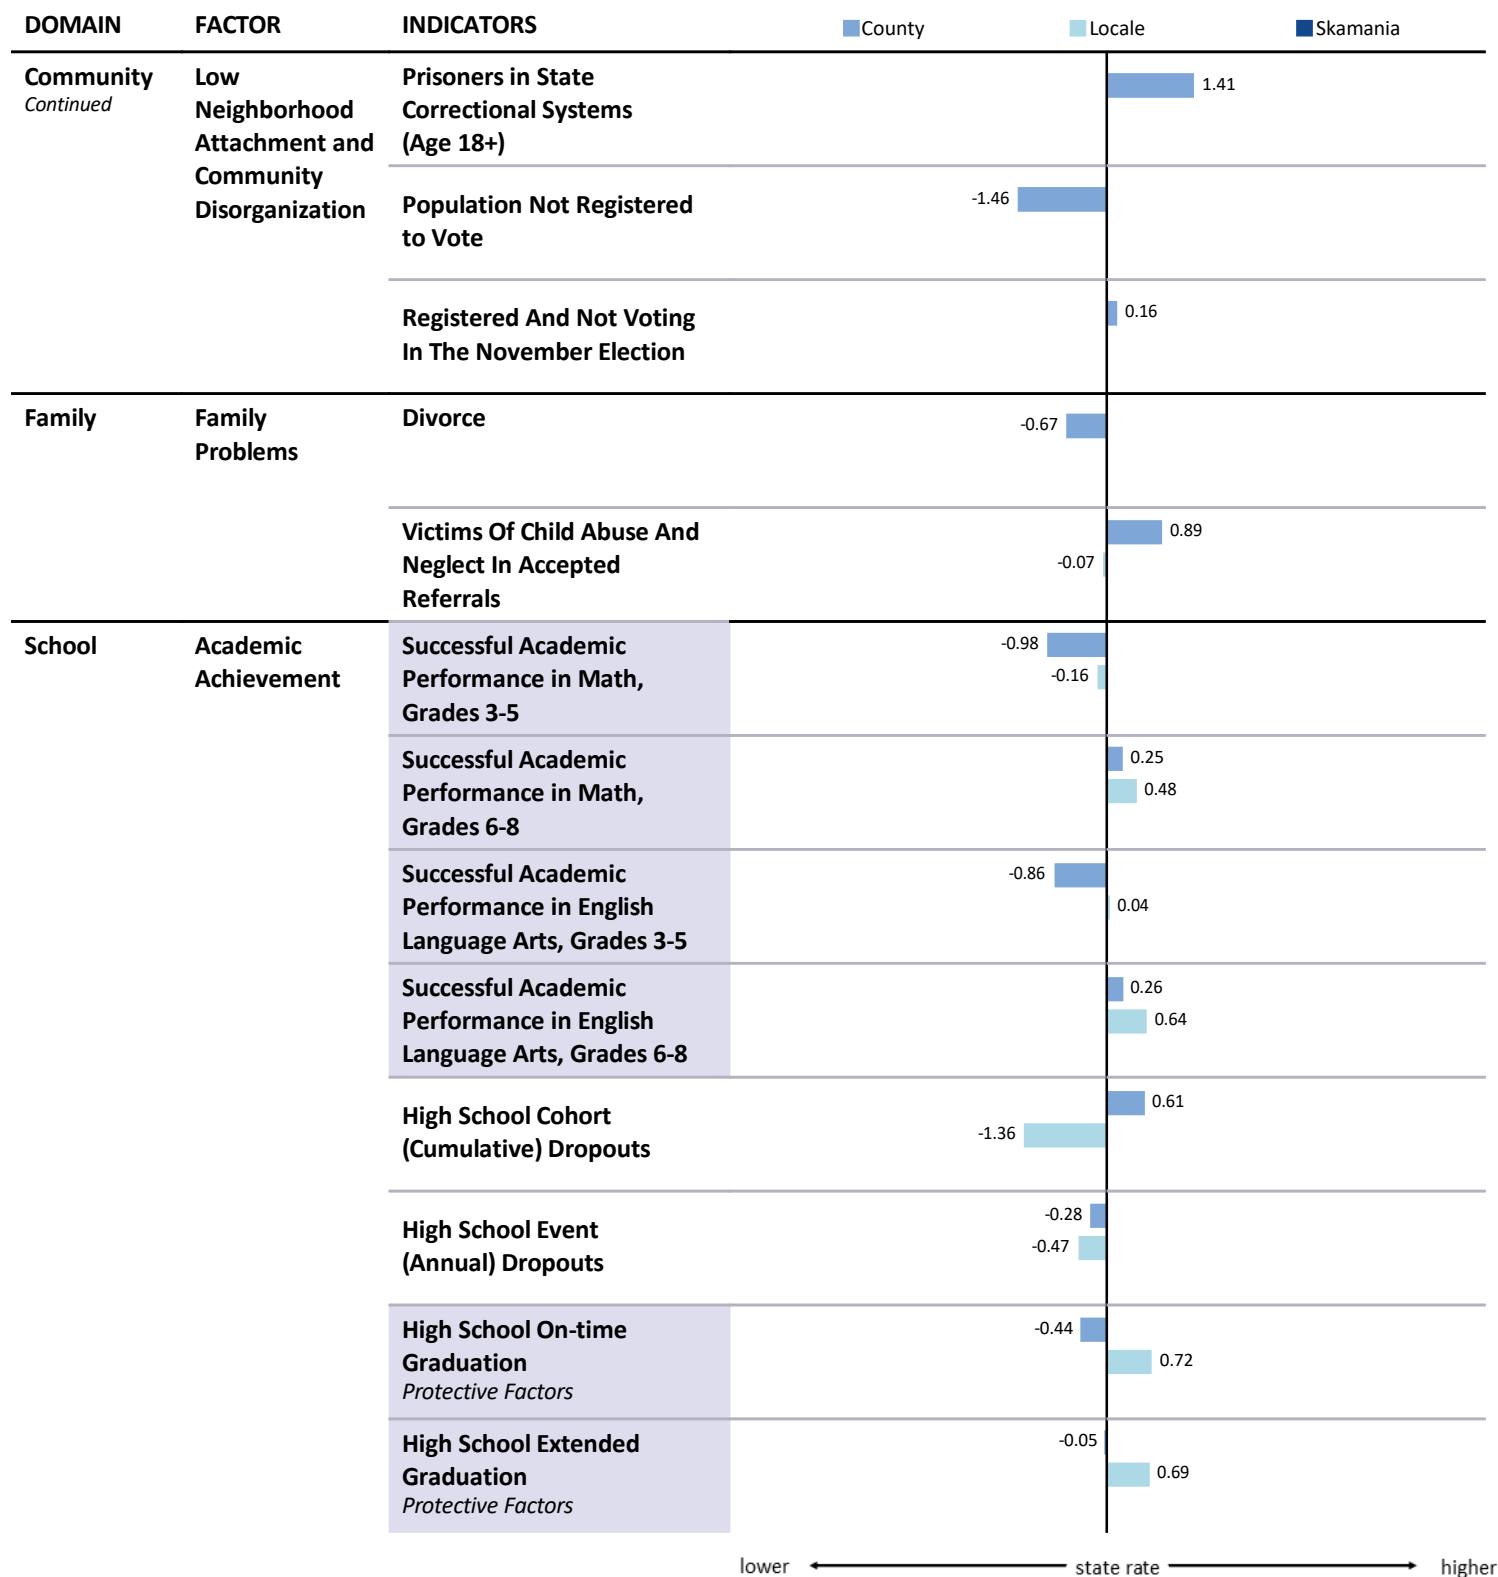 DOMAIN FACTOR INDICATORS County Locale Skamania
Community
Continued
Low
Neighborhood
Attachment and
Community
Disorganization
Prisoners in State
Correctional Systems
(Age 18+)
1.41
Population Not Registered
to Vote
-1.46
Registered And Not Voting
In The November Election
0.16
Family
Family
Problems
Divorce
-0.67
Victims Of Child Abuse And
Neglect In Accepted
Referrals
0.89
-0.07
School
Academic
Achievement
Successful Academic
Performance in Math,
Grades 3-5
-0.98
-0.16
Successful Academic
Performance in Math,
Grades 6-8
0.25
0.48
Successful Academic
Performance in English
Language Arts, Grades 3-5
-0.86
0.04
Successful Academic
Performance in English
Language Arts, Grades 6-8
0.26
0.64
High School Cohort
(Cumulative) Dropouts
0.61
-1.36
High School Event
(Annual) Dropouts
-0.28
-0.47
High School On-time
Graduation
Protective Factors
-0.44
0.72
High School Extended
Graduation
Protective Factors
-0.05
0.69
lower state rate higher